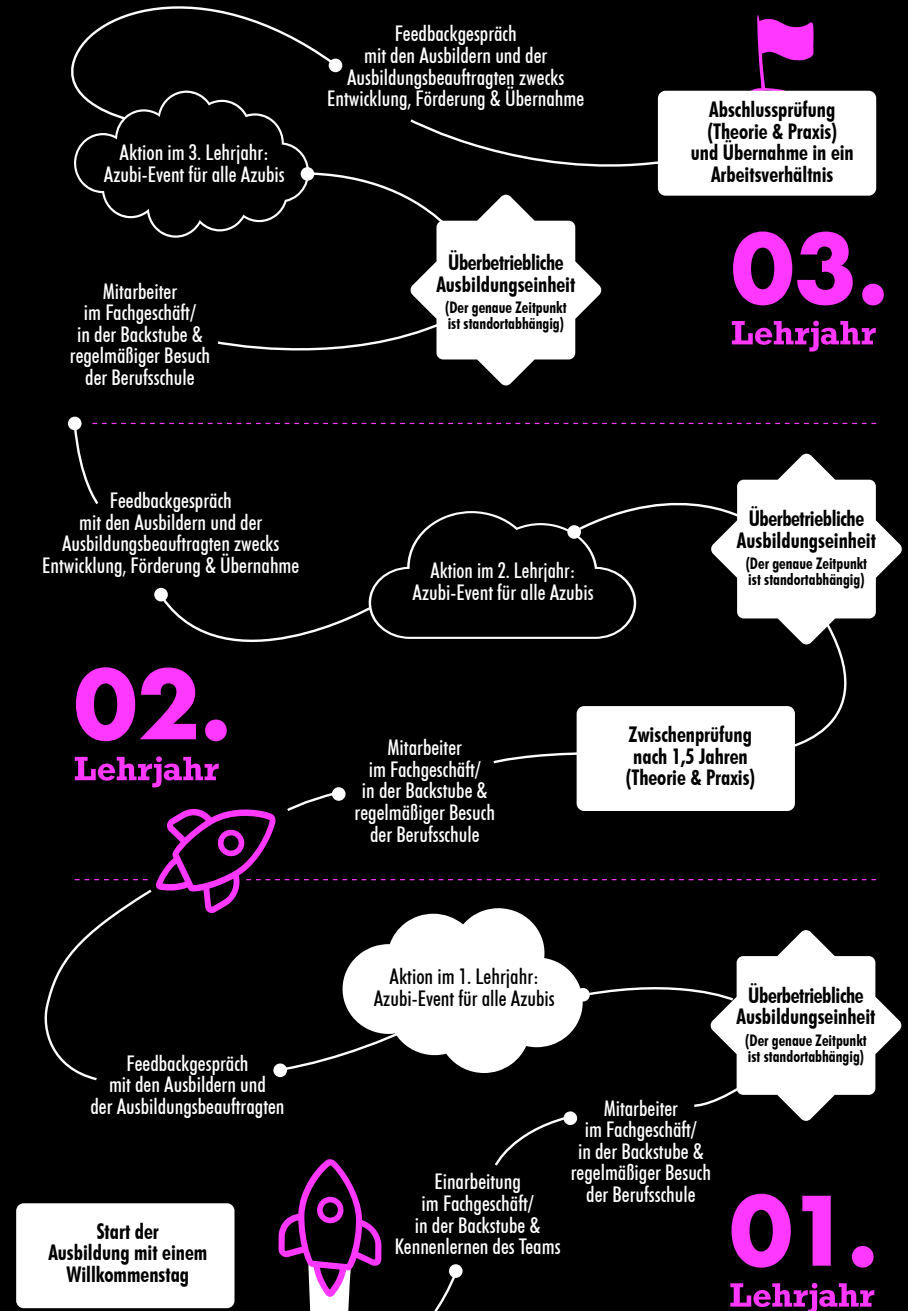 Feedbackgespräch
mit den Ausbildern und der
Ausbildungsbeauftragten zwecks
Entwicklung, Förderung & Übernahme
Abschlussprüfung
(Theorie & Praxis)
und Übernahme in ein
Arbeitsverhältnis
Aktion im 3. Lehrjahr:
Azubi-Event für alle Azubis
Überbetriebliche
Ausbildungseinheit
(Der genaue Zeitpunkt
ist standortabhängig)
03.
Lehrjahr
Mitarbeiter
im Fachgeschäft/
in der Backstube &
regelmäßiger Besuch
der Berufsschule
Feedbackgespräch
mit den Ausbildern und der
Ausbildungsbeauftragten zwecks
Entwicklung, Förderung & Übernahme
Aktion im 2. Lehrjahr:
Azubi-Event für alle Azubis
Überbetriebliche
Ausbildungseinheit
(Der genaue Zeitpunkt
ist standortabhängig)
02.
Lehrjahr
Mitarbeiter
im Fachgeschäft/
in der Backstube &
regelmäßiger Besuch
der Berufsschule
Zwischenprüfung
nach 1,5 Jahren
(Theorie & Praxis)
Aktion im 1. Lehrjahr:
Azubi-Event für alle Azubis
Überbetriebliche
Ausbildungseinheit
(Der genaue Zeitpunkt
ist standortabhängig)
Feedbackgespräch
mit den Ausbildern und
der Ausbildungsbeauftragten
Mitarbeiter
im Fachgeschäft/
in der Backstube &
regelmäßiger Besuch
der Berufsschule
Einarbeitung
im Fachgeschäft/
in der Backstube &
Kennenlernen des Teams
Start der
Ausbildung mit einem
Willkommenstag
01.
Lehrjahr